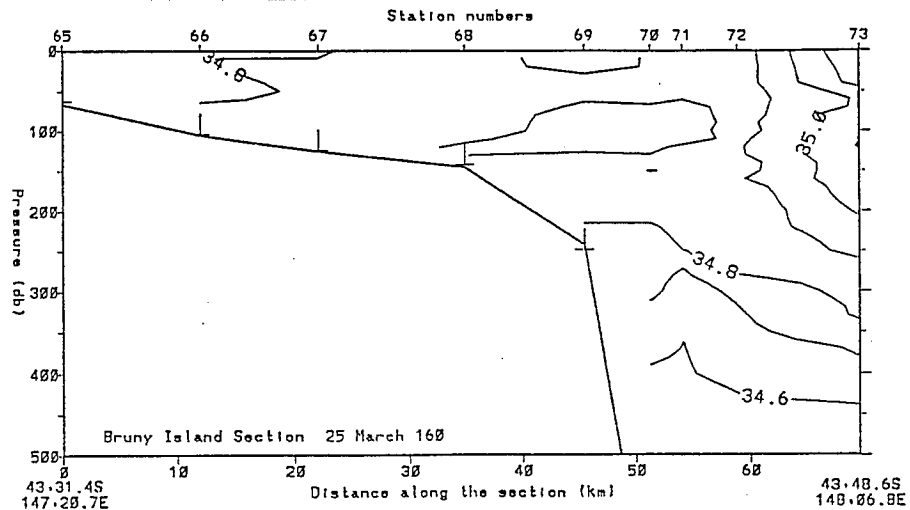 Station numbers
65 66 67 68 69 70 71 72 73
0
100
200
300
400
500
Pressure (db)
34.8
35.0
34.8
34.6
Bruny Island Section 25 March 160
0 10 20 30 40 50 60
Distance along the section (km)
43.31.4S
147.20.7E
43.48.6S
148.06.8E